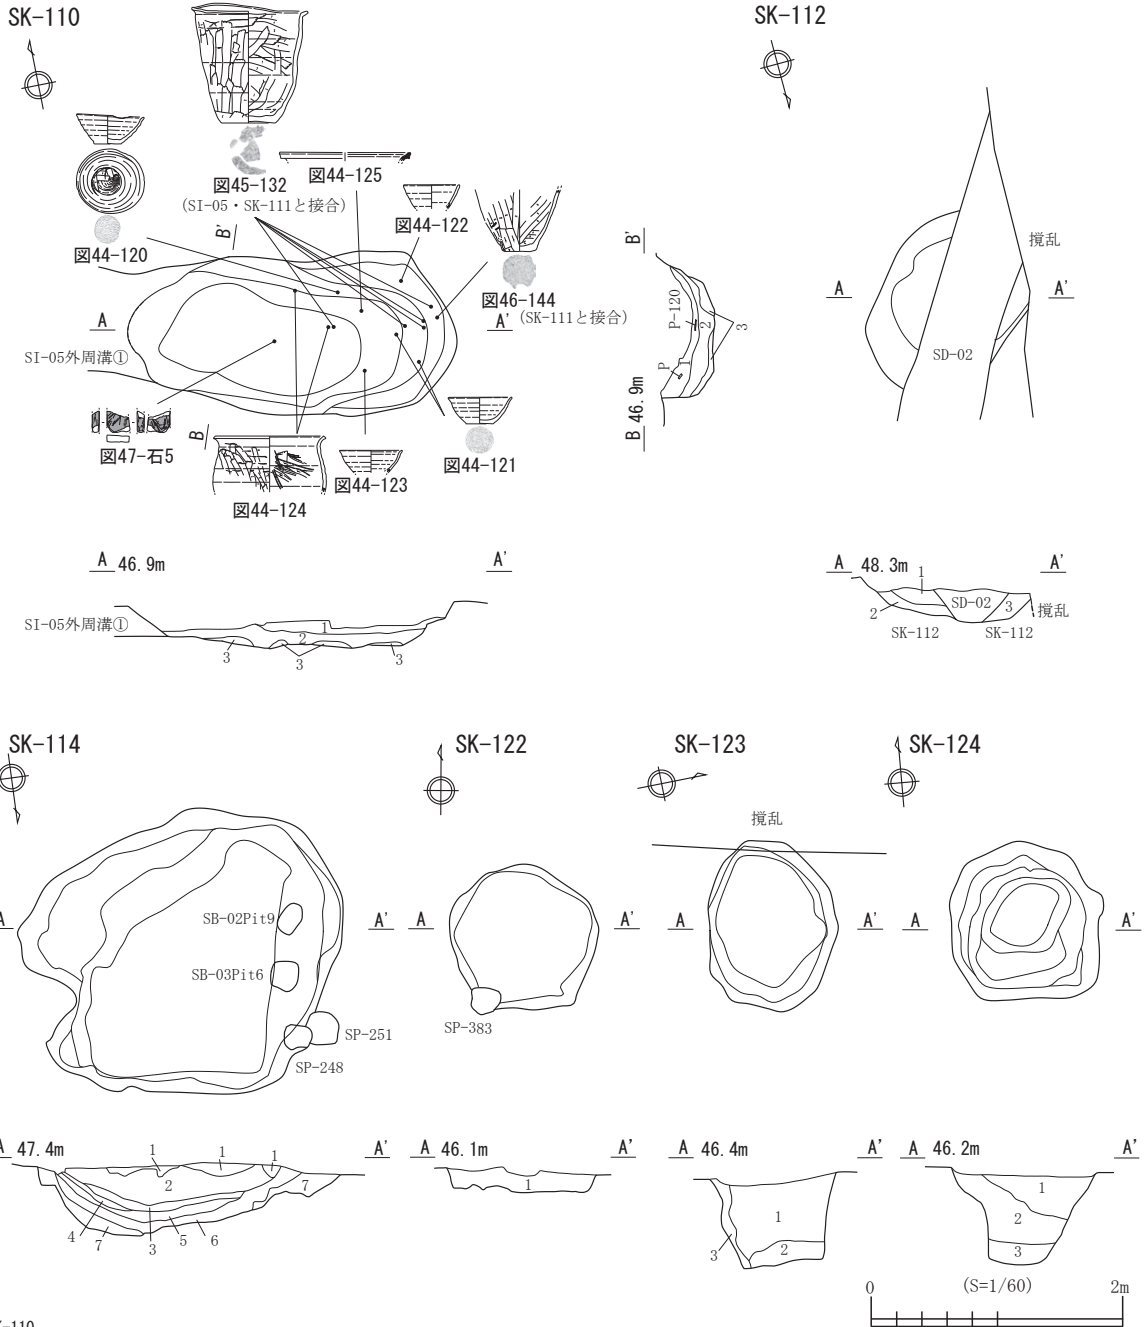 SK-110
SK-112
図45-132
(SI-05・SK-111と接合)
図44-125
図44-122
図44-120
図46-144
(SK-111と接合)
B'
A
A'
SI-05外周溝①
B
図47-石5
図44-124
図44-123
図44-121
B'
P-120
P
1
2
3
B 46.9m
撹乱
A
A'
SD-02
A 46.9m
A'
SI-05外周溝①
1
2
3
3
3
A 48.3m
A'
1
2
SD-02
3
撹乱
SK-112
SK-112
SK-114
SK-122
SK-123
SK-124
撹乱
SB-02Pit9
SB-03Pit6
SP-251
SP-248
A
A'
A
A'
SP-383
A
A'
A
A'
A 47.4m
A'
1
1
1
2
7
4
7
3
5
6
A 46.1m
A'
1
A 46.4m
A'
1
2
3
A 46.2m
A'
1
2
3
0
(S=1/60)
2m